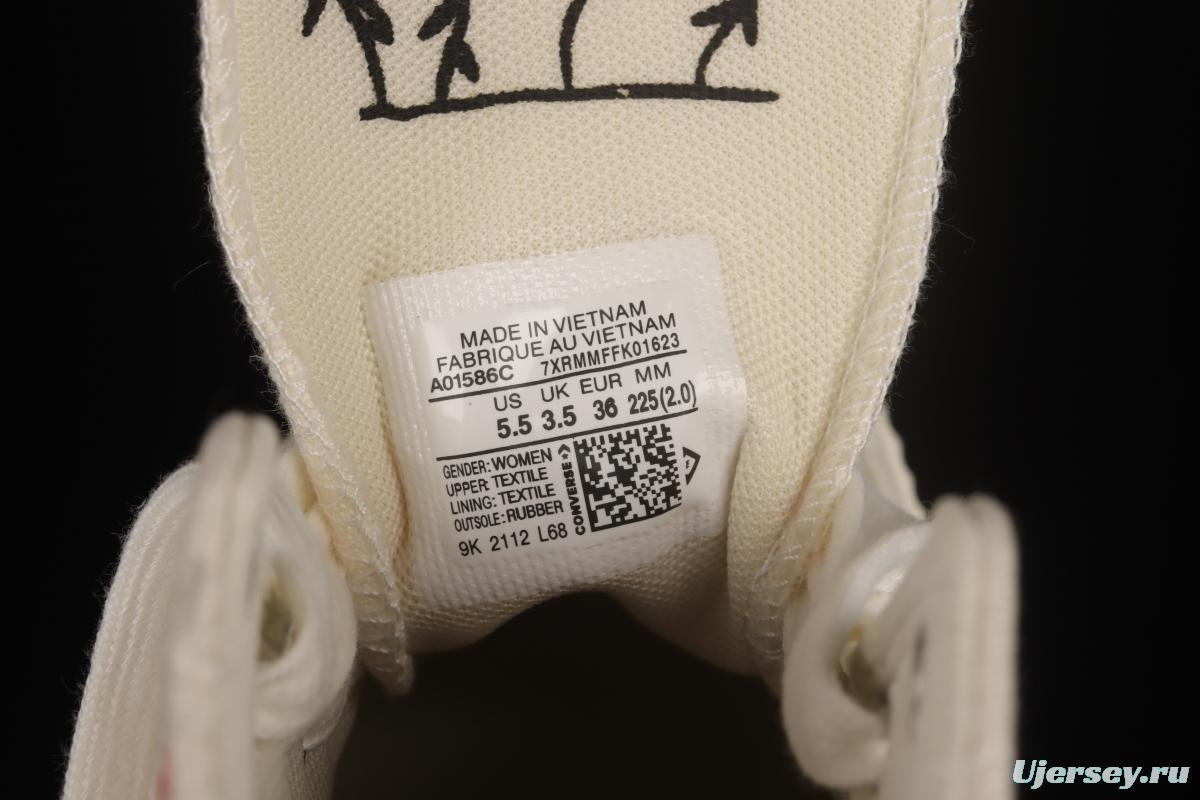 MADE IN VIETNAM
FABRIQUE AU VIETNAM
A01586C 7XRMMFFK01623
US UK EUR MM
5.5 3.5 36 225(2.0)
GENDER: WOMEN
UPPER: TEXTILE
LINING: TEXTILE
OUTSOLE: RUBBER
9K 2112 L68
CONVERSE
Ujersey.ru